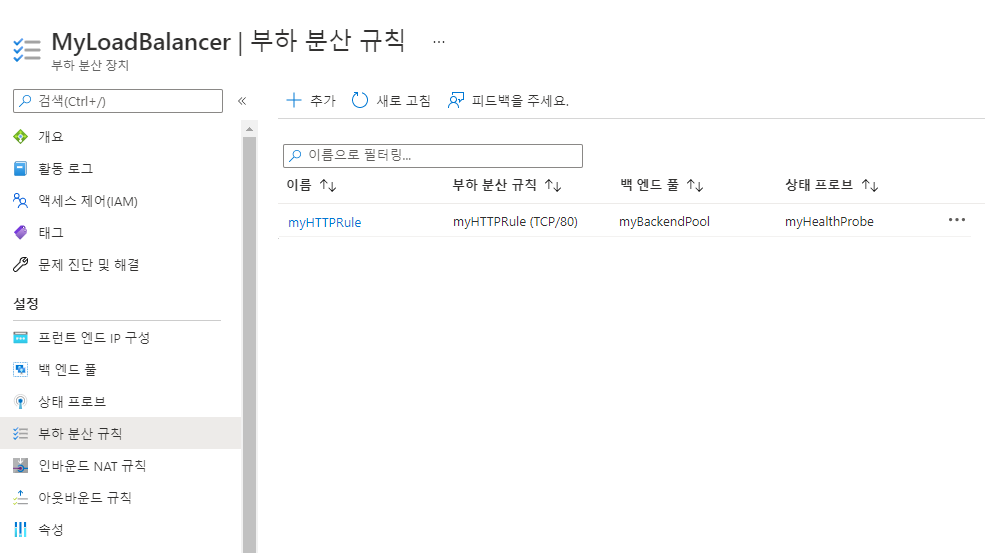 MyLoadBalancer | 부하 분산 규칙 ...
부하 분산 장치
검색(Ctrl+/) «
개요
활동 로그
액세스 제어(IAM)
태그
문제 진단 및 해결
설정
프런트 엔드 IP 구성
백 엔드 풀
상태 프로브
부하 분산 규칙
인바운드 NAT 규칙
아웃바운드 규칙
속성
추가 새로 고침 피드백을 주세요.
이름으로 필터링...
이름 부하 분산 규칙 백 엔드 풀 상태 프로브
myHTTPRule myHTTPRule (TCP/80) myBackendPool myHealthProbe